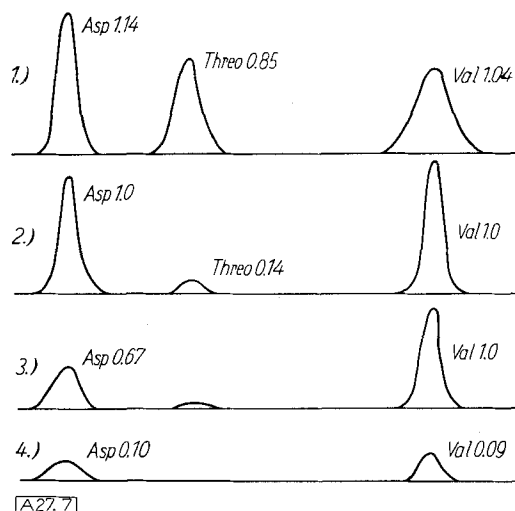 1.) Asp 1.14 Threo 0.85 Val 1.04
2.) Asp 1.0 Threo 0.14 Val 1.0
3.) Asp 0.67 Val 1.0
4.) Asp 0.10 Val 0.09
A27.7